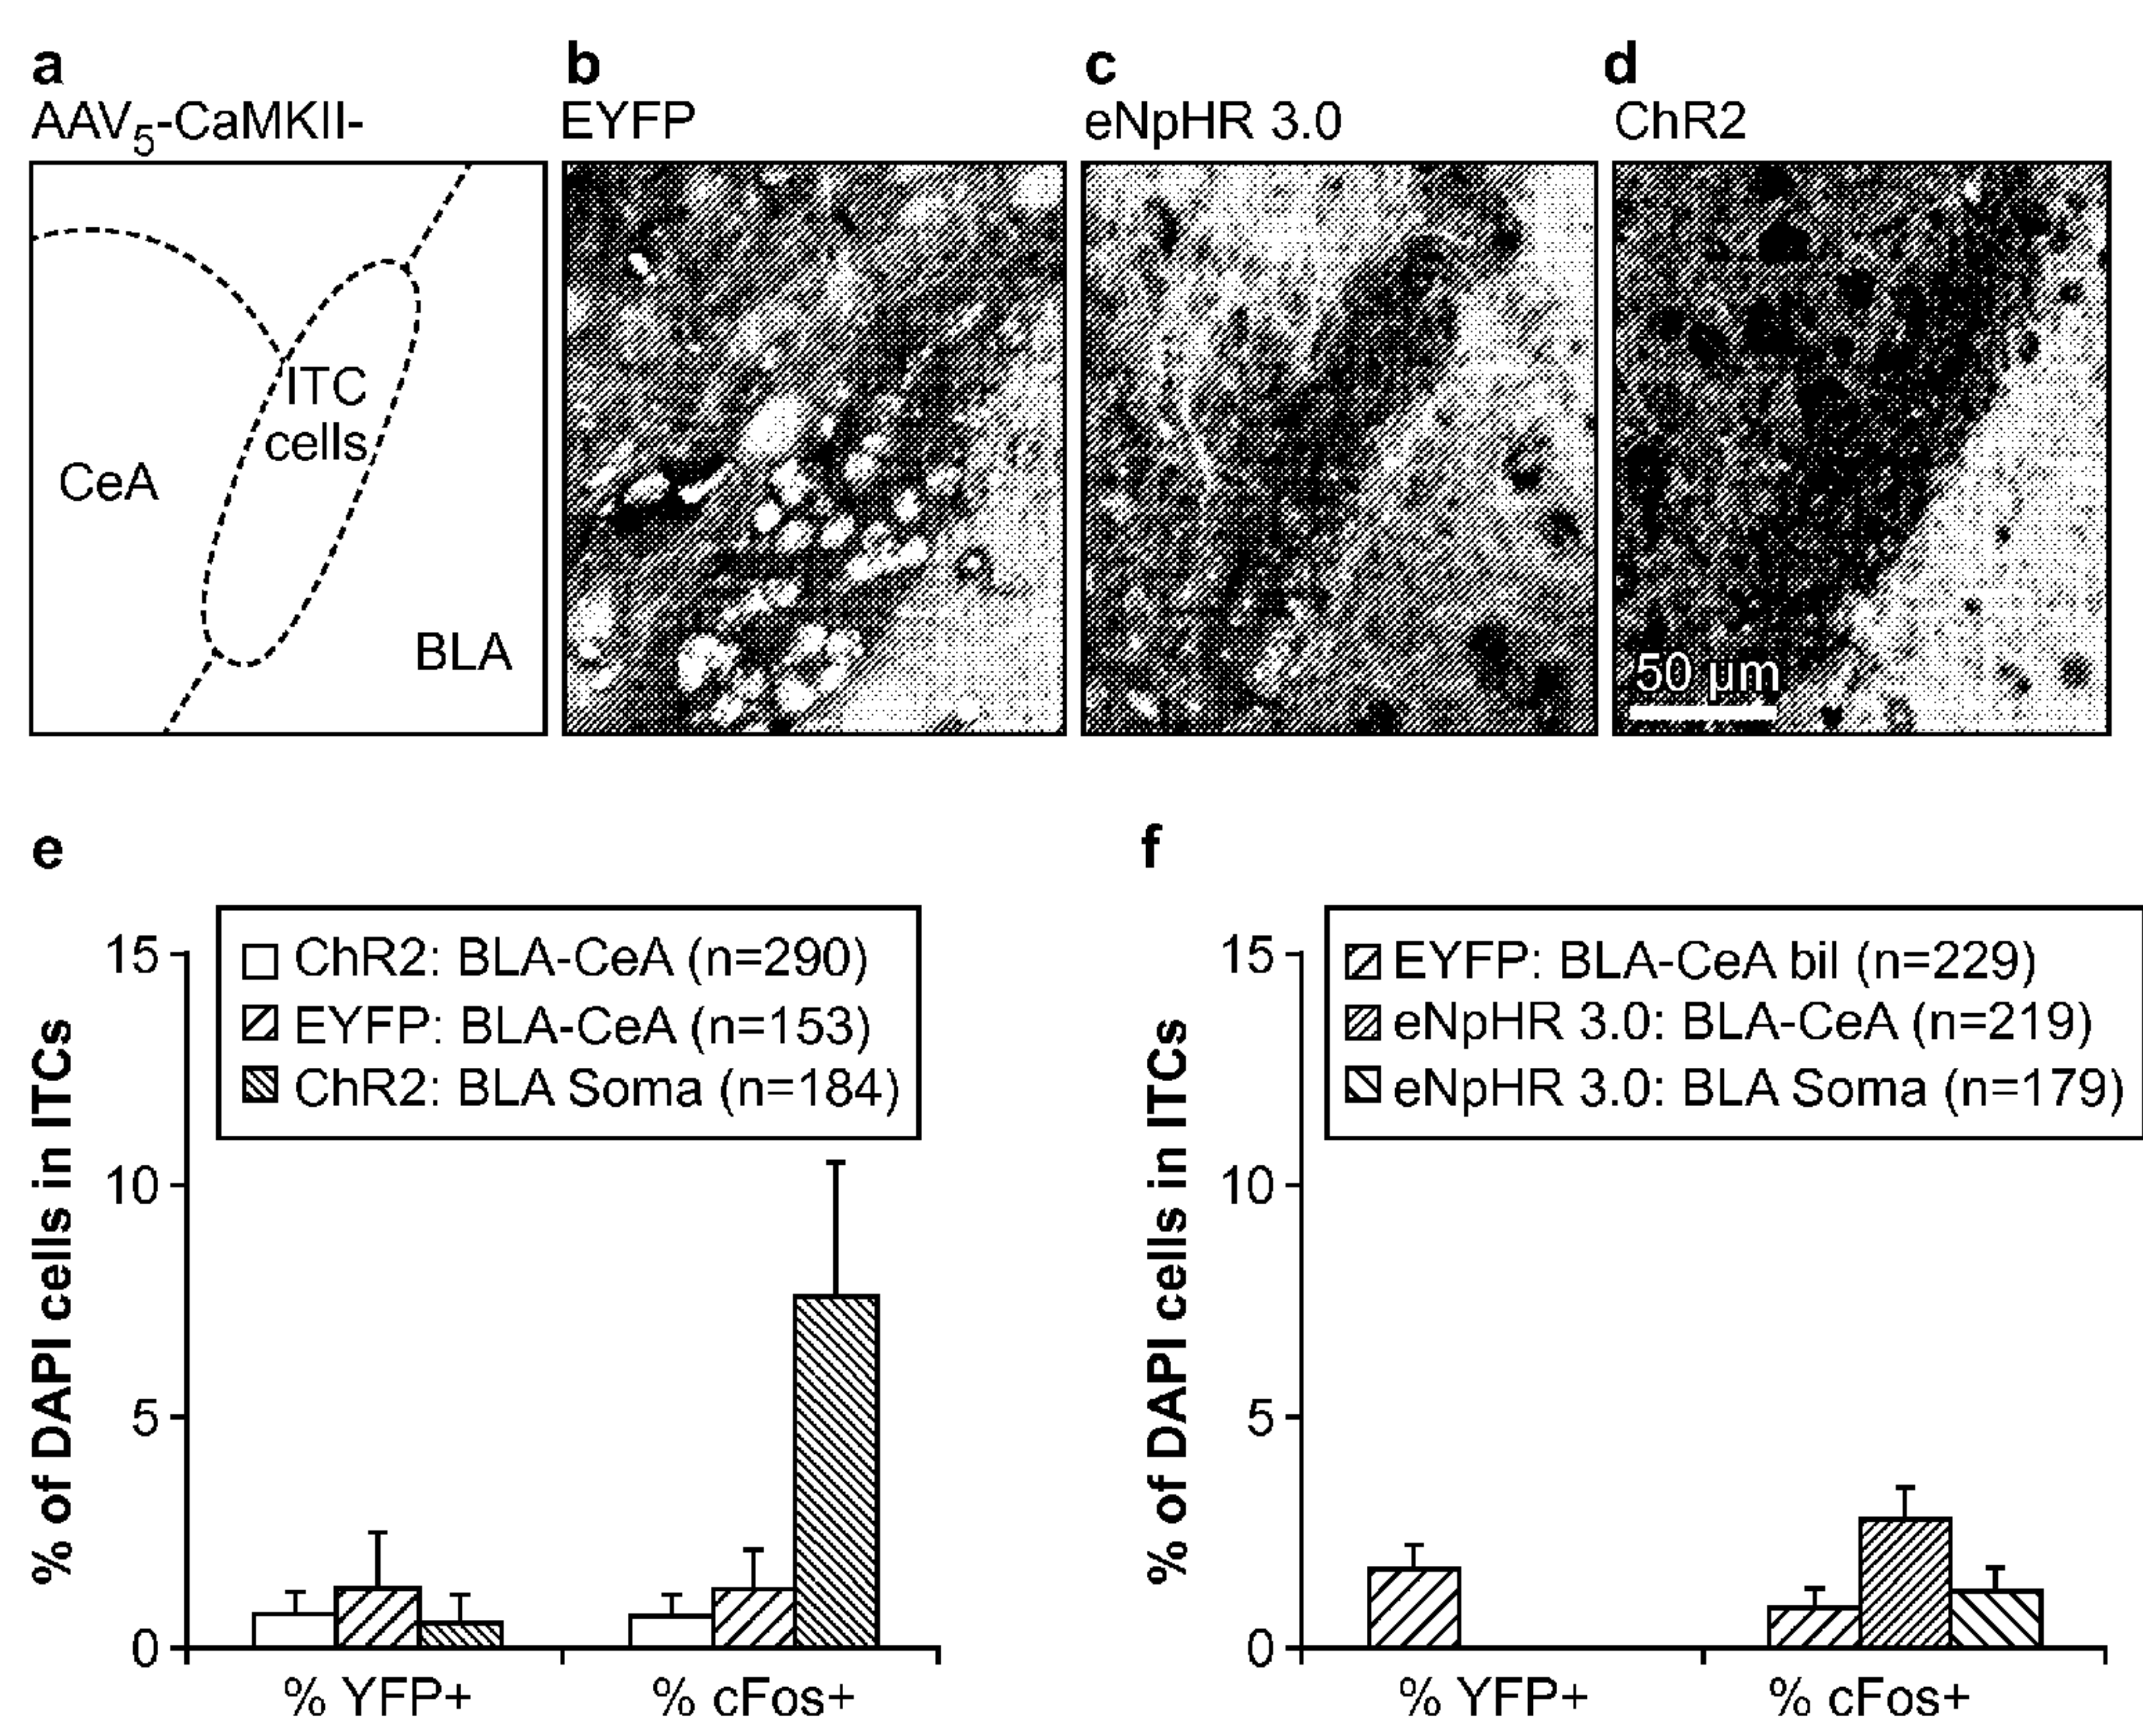 a
AAV5-CaMKII-
b
EYFP
c
eNpHR 3.0
d
ChR2
ITC
cells
CeA
BLA
50 µm
e
ChR2: BLA-CeA (n=290)
EYFP: BLA-CeA (n=153)
ChR2: BLA Soma (n=184)
% of DAPI cells in ITCs
15
10
5
0
% YFP+
% cFos+
f
EYFP: BLA-CeA bil (n=229)
eNpHR 3.0: BLA-CeA (n=219)
eNpHR 3.0: BLA Soma (n=179)
% of DAPI cells in ITCs
15
10
5
0
% YFP+
% cFos+